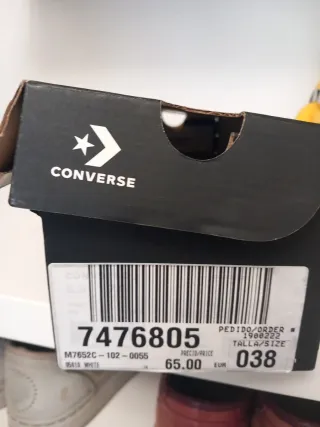 CONVERSE
7476805
PEDIDO/ORDER
1900222
TALLA/SIZE
M7652C-102-0055
PRECIO/PRICE
65.00 EUR
038